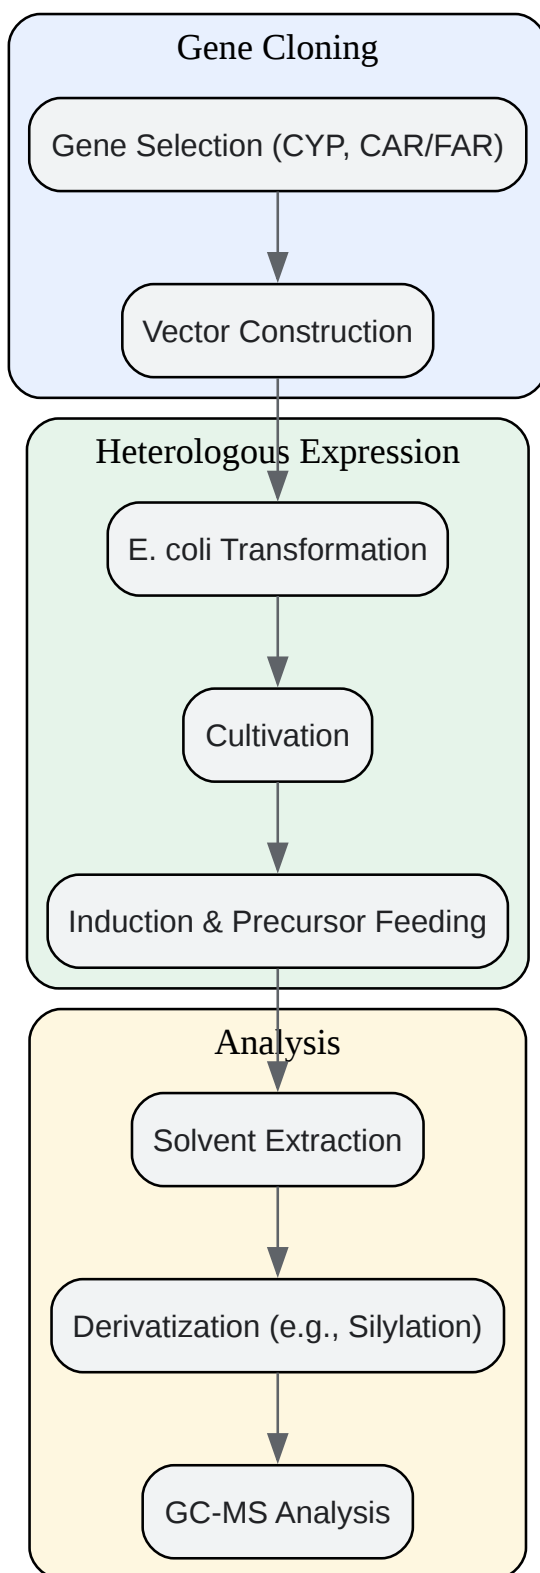 Gene Cloning
Gene Selection (CYP, CAR/FAR)
Vector Construction
Heterologous Expression
E. coli Transformation
Cultivation
Induction & Precursor Feeding
Analysis
Solvent Extraction
Derivatization (e.g., Silylation)
GC-MS Analysis